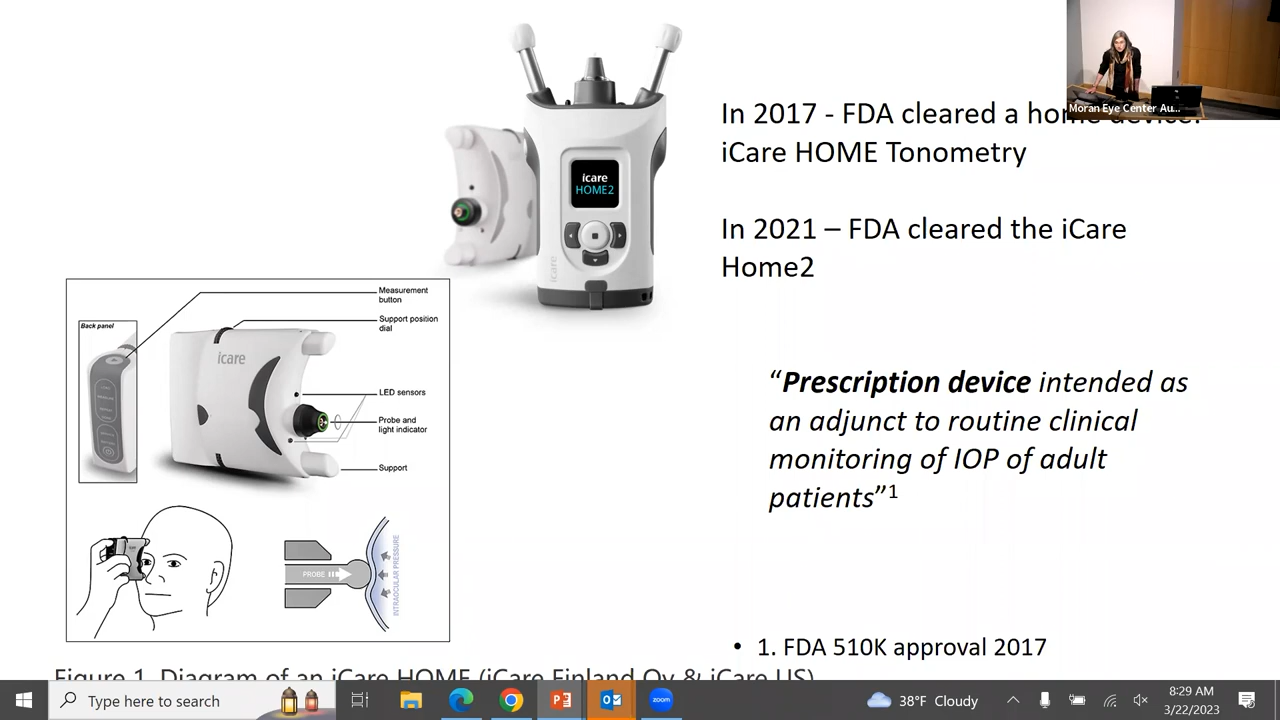 Moran Eye Center Au...
In 2017 - FDA cleared a home device:
iCare HOME Tonometry
In 2021 – FDA cleared the iCare
Home2
icare
HOME2
icare
Measurement
button
Support position
dial
Back panel
icare
LED sensors
Probe and
light indicator
Support
PROBE
INTRAOCULAR PRESSURE
“Prescription device intended as
an adjunct to routine clinical
monitoring of IOP of adult
patients”1
• 1. FDA 510K approval 2017
Figure 1. Diagram of an iCare HOME (iCare Finland Oy & iCare US)
Type here to search
zoom
38°F Cloudy
8:29 AM
3/22/2023